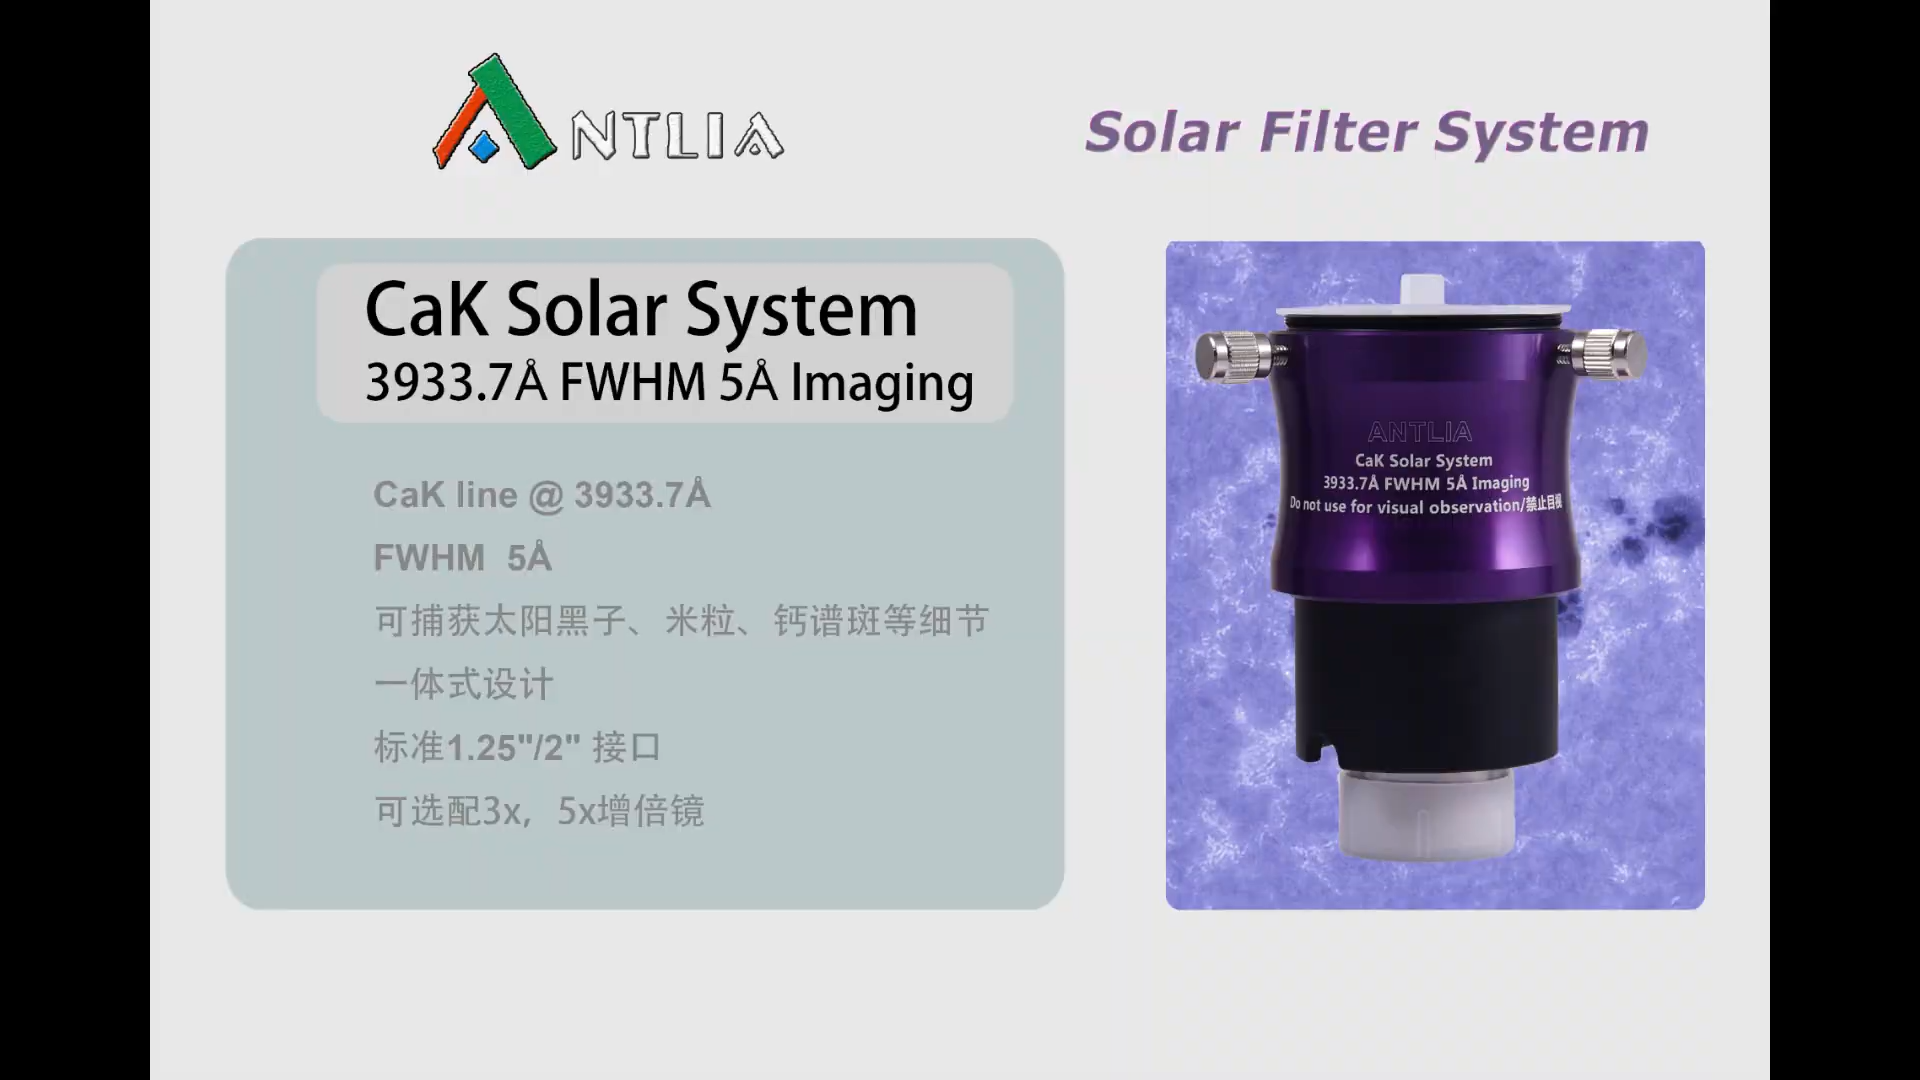 ANTLIA
Solar Filter System
CaK Solar System
3933.7Å FWHM 5Å Imaging
CaK line @ 3933.7Å
FWHM 5Å
可捕获太阳黑子、米粒、钙谱斑等细节
一体式设计
标准1.25"/2" 接口
可选配3x, 5x增倍镜
ANTLIA
CaK Solar System
3933.7Å FWHM 5Å Imaging
Do not use for visual observation/禁止目视